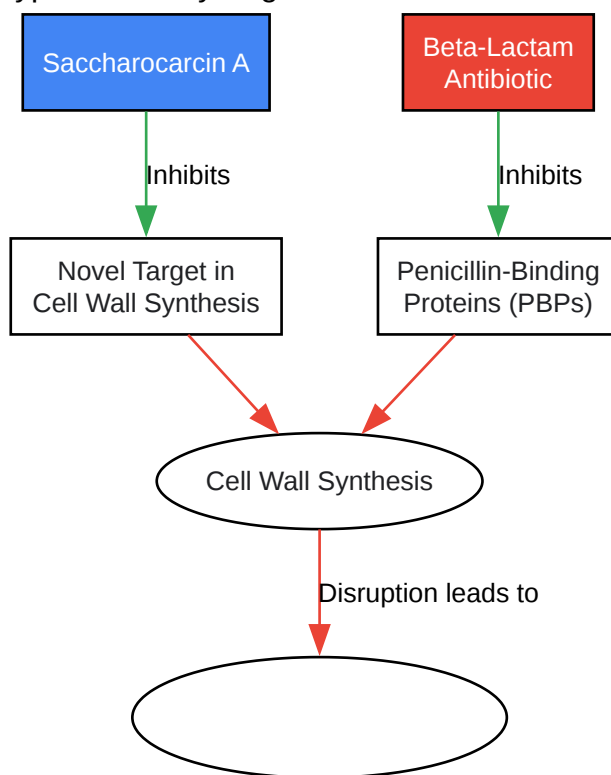 Saccharocarcin A
Beta-Lactam
Antibiotic
Inhibits
Inhibits
Novel Target in
Cell Wall Synthesis
Penicillin-Binding
Proteins (PBPs)
Cell Wall Synthesis
Disruption leads to